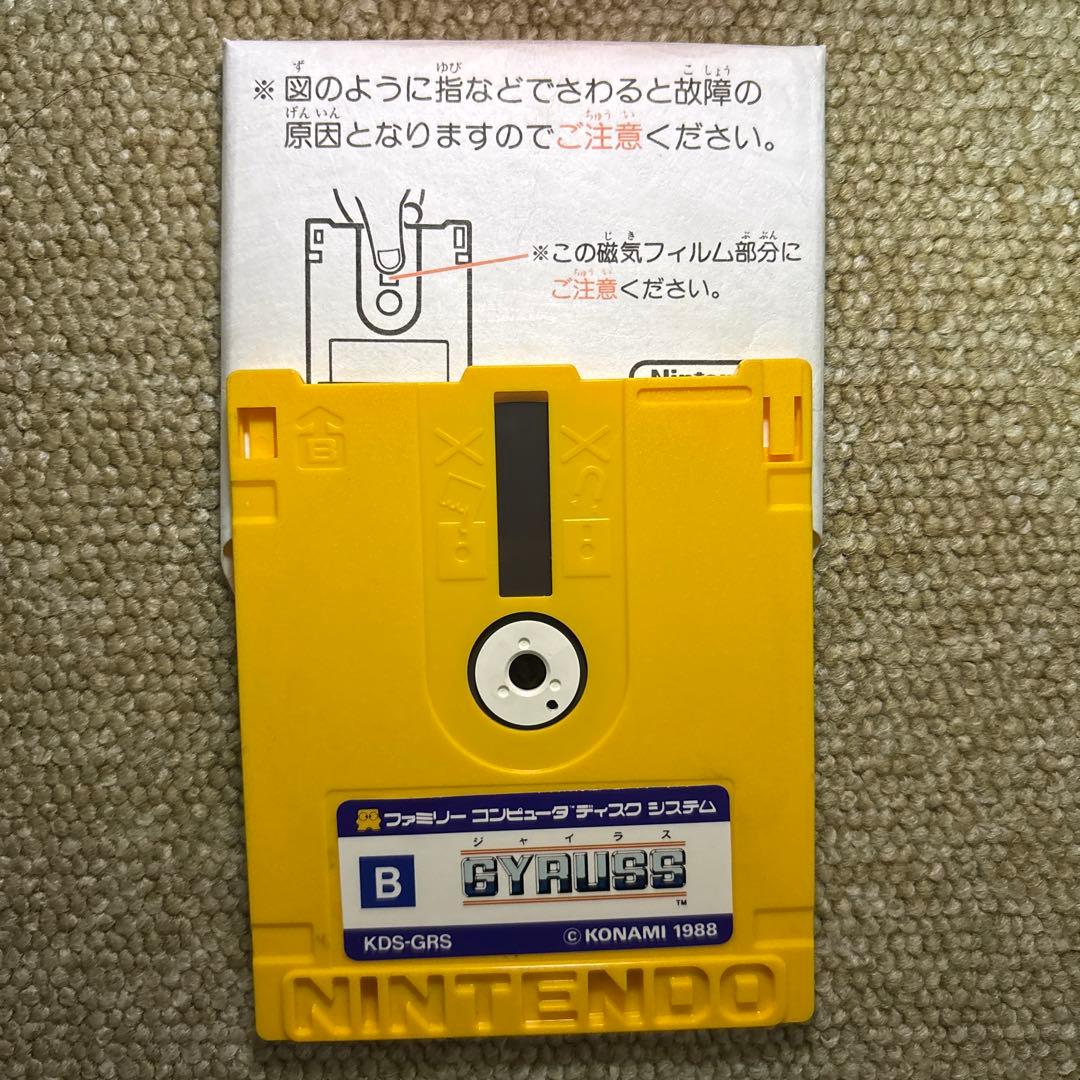 ※図のように指などでさわると故障の
原因となりますのでご注意ください。
※この磁気フィルム部分に
ご注意ください。
B
ファミリー コンピュータ™ ディスク システム
ジャイラス
B
GYRUSS
™
KDS-GRS
© KONAMI 1988
NINTENDO